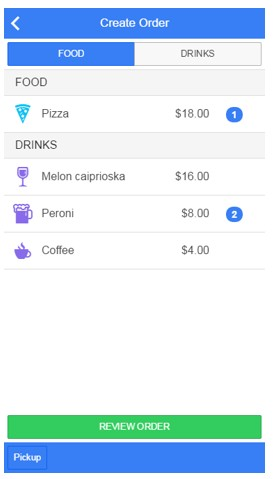 Create Order
FOOD DRINKS
FOOD
Pizza $18.00 1
DRINKS
Melon caiprioska $16.00
Peroni $8.00 2
Coffee $4.00
REVIEW ORDER
Pickup